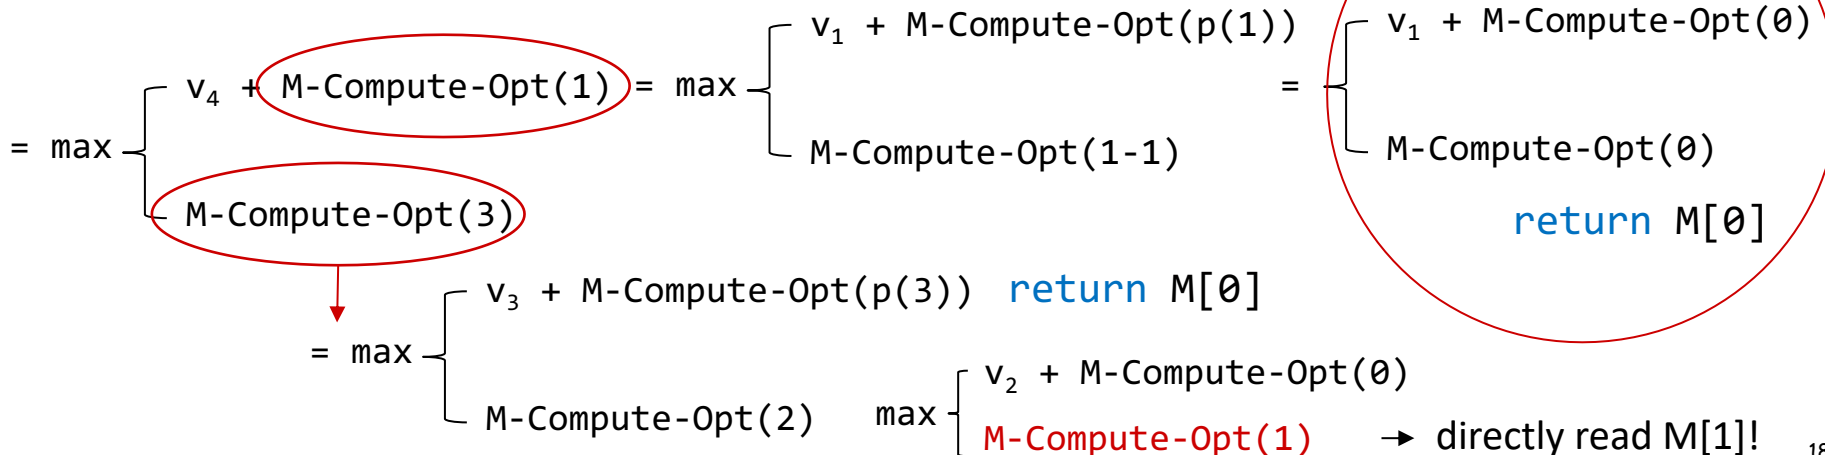 v₁ + M-Compute-Opt(p(1))
v₁ + M-Compute-Opt(0)
v₄ + M-Compute-Opt(1) = max
=
= max
M-Compute-Opt(1-1)
M-Compute-Opt(0)
M-Compute-Opt(3)
return M[0]
v₃ + M-Compute-Opt(p(3)) return M[0]
= max
v₂ + M-Compute-Opt(0)
M-Compute-Opt(2) max
M-Compute-Opt(1) → directly read M[1]!
18